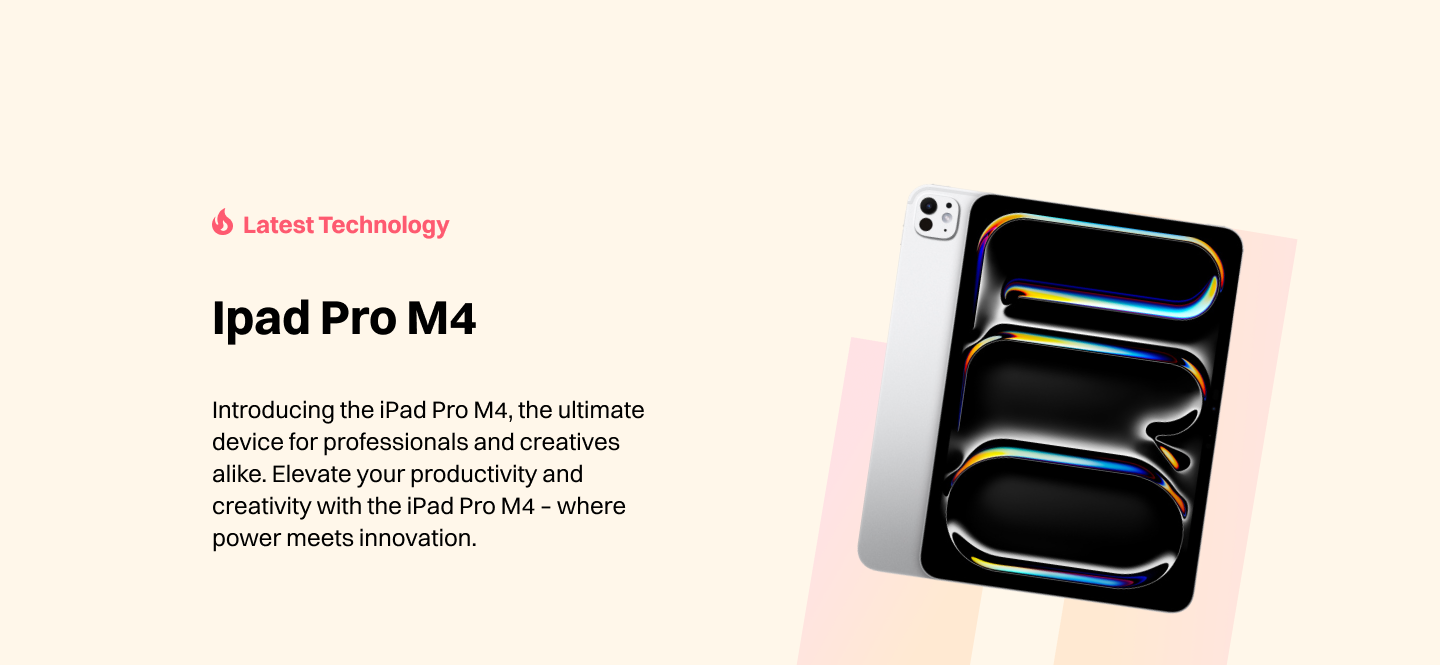 Latest Technology
Ipad Pro M4
Introducing the iPad Pro M4, the ultimate
device for professionals and creatives
alike. Elevate your productivity and
creativity with the iPad Pro M4 – where
power meets innovation.